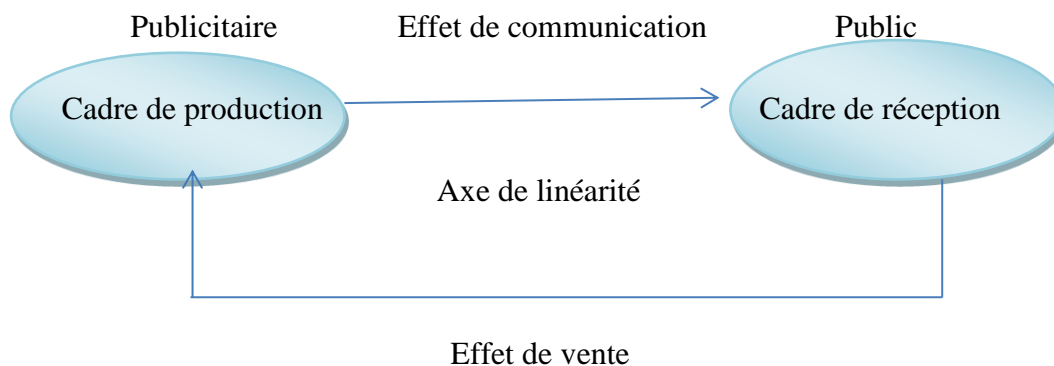 Publicitaire Effet de communication Public
Cadre de production Cadre de réception
Axe de linéarité
Effet de vente